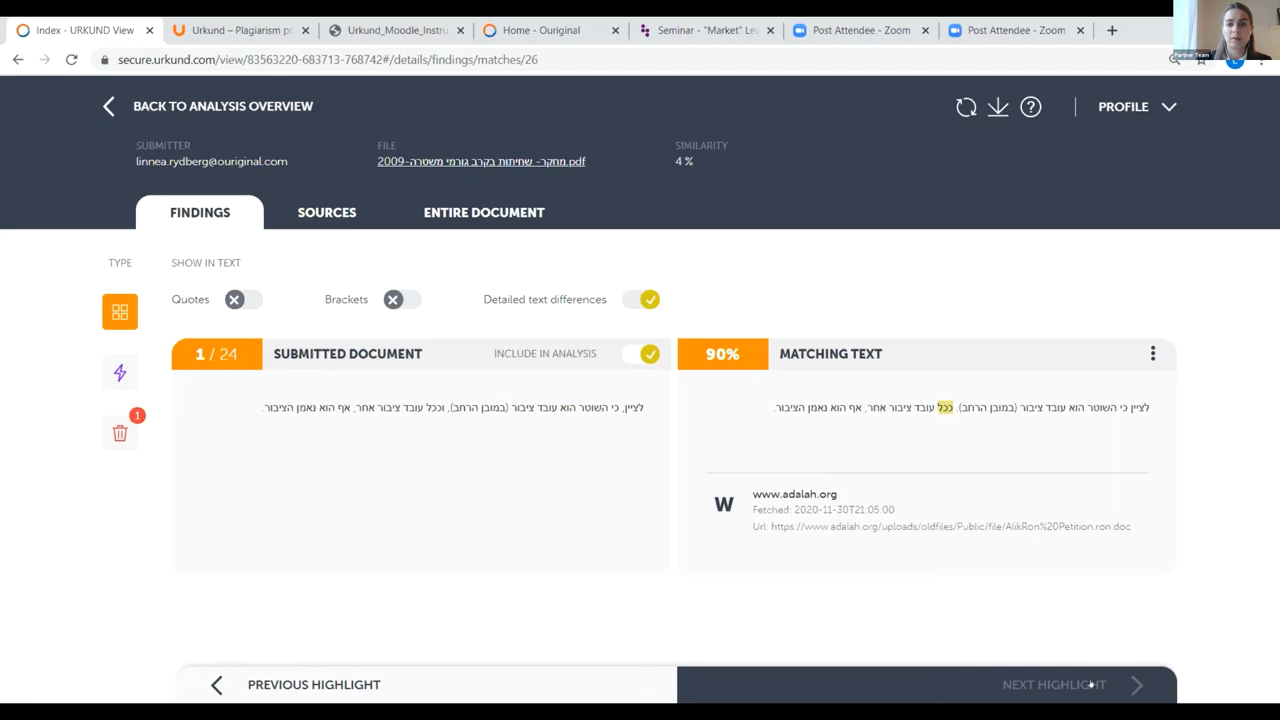 Index - URKUND View
Urkund – Plagiarism pr
Urkund_Moodle_Instru
Home - Ouriginal
Seminar - "Market" Lea
Post Attendee - Zoom
Post Attendee - Zoom
secure.urkund.com/view/83563220-683713-768742#/details/findings/matches/26
Partner Team
BACK TO ANALYSIS OVERVIEW
PROFILE
SUBMITTER
linnea.rydberg@ouriginal.com
FILE
מחקר- שחיתות בקרב גורמי משטרה-2009.pdf
SIMILARITY
4 %
FINDINGS
SOURCES
ENTIRE DOCUMENT
TYPE
SHOW IN TEXT
Quotes
Brackets
Detailed text differences
1
1 / 24
SUBMITTED DOCUMENT
INCLUDE IN ANALYSIS
לציין, כי השוטר הוא עובד ציבור (במובן הרחב), וככל עובד ציבור אחר, אף הוא נאמן הציבור.
90%
MATCHING TEXT
לציין כי השוטר הוא עובד ציבור (במובן הרחב). ככל עובד ציבור אחר, אף הוא נאמן הציבור.
W
www.adalah.org
Fetched: 2020-11-30T21:05:00
Url: https://www.adalah.org/uploads/oldfiles/Public/file/AlikRon%20Petition.ron.doc
PREVIOUS HIGHLIGHT
NEXT HIGHLIGHT